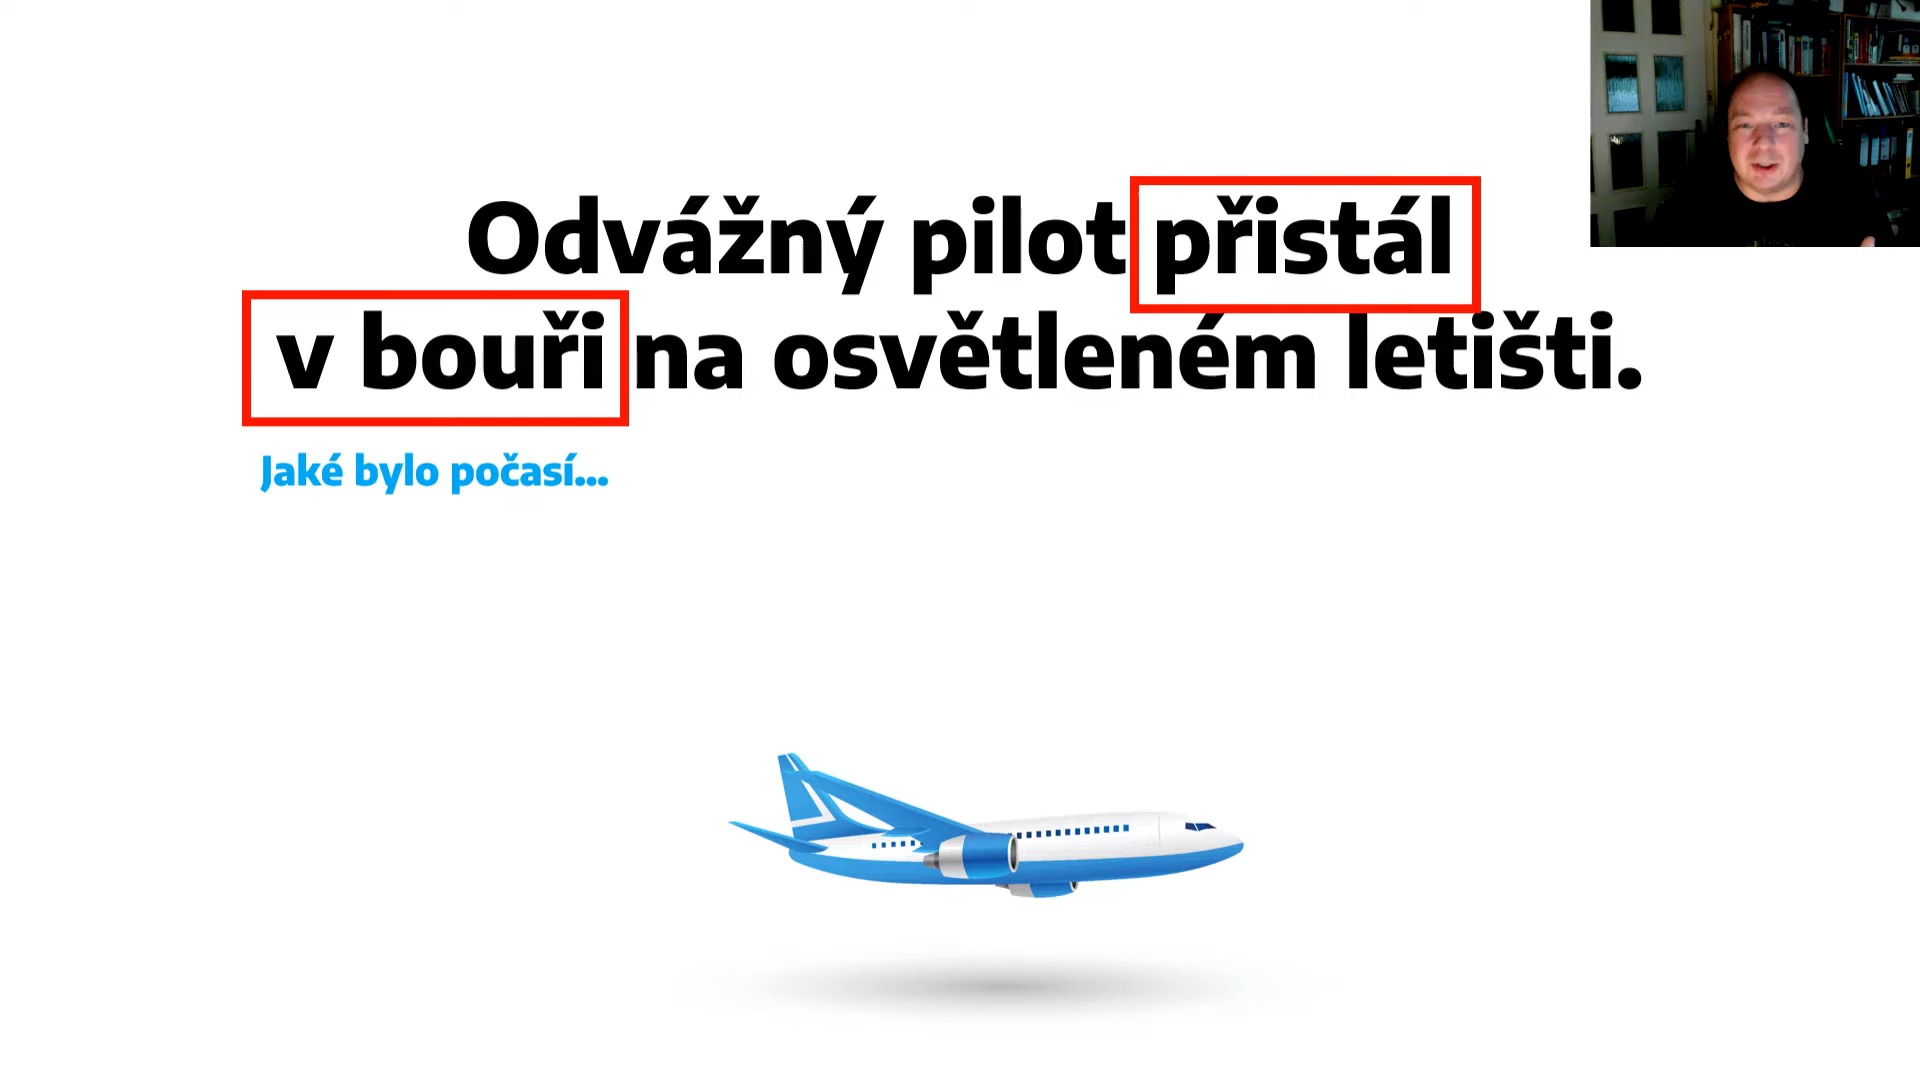 Odvážný pilot přistál
v bouři na osvětleném letišti.
Jaké bylo počasí...